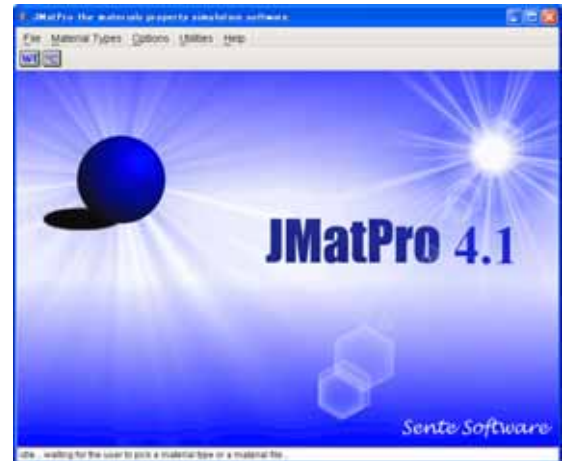 JMatPro the materials property simulation software
File Material Types Options Utilities Help
WT
JMatPro 4.1
Sente Software
idle... waiting for the user to pick a material type or a material file...